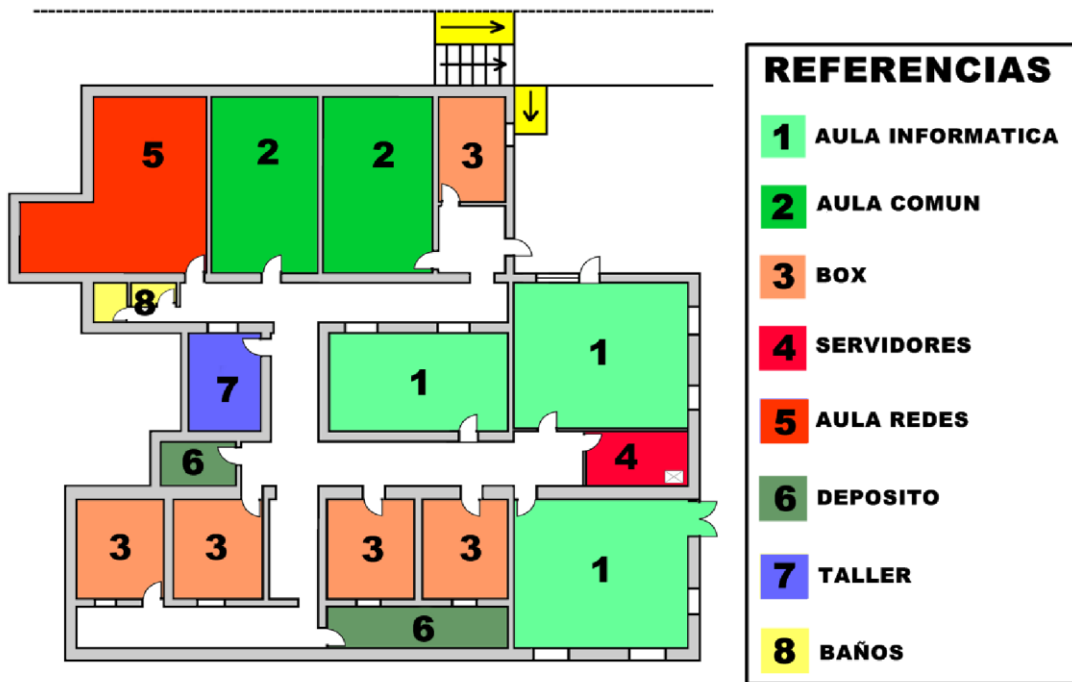 5
2
2
3
8
1
1
7
6
4
3
3
3
3
1
6
REFERENCIAS
1 AULA INFORMATICA
2 AULA COMUN
3 BOX
4 SERVIDORES
5 AULA REDES
6 DEPOSITO
7 TALLER
8 BAÑOS